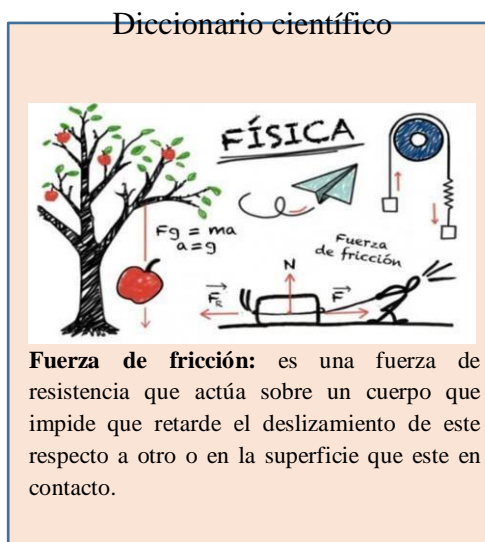 Diccionario científico
FÍSICA
Fg = ma
a = g
Fuerza
de fricción
N
F_R
F
Fuerza de fricción: es una fuerza de
resistencia que actúa sobre un cuerpo que
impide que retarde el deslizamiento de este
respecto a otro o en la superficie que este en
contacto.